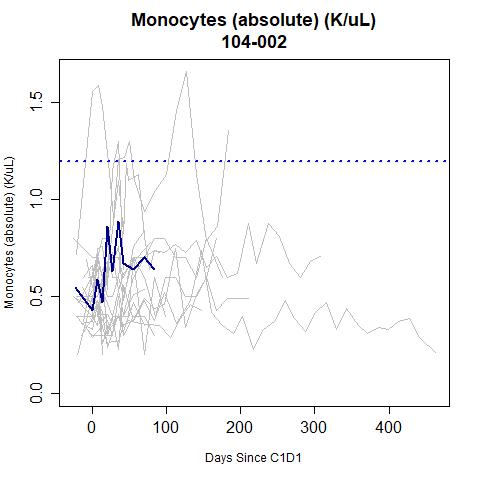 Monocytes (absolute) (K/uL)
104-002
Monocytes (absolute) (K/uL)
1.5
1.0
0.5
0.0
0 100 200 300 400
Days Since C1D1